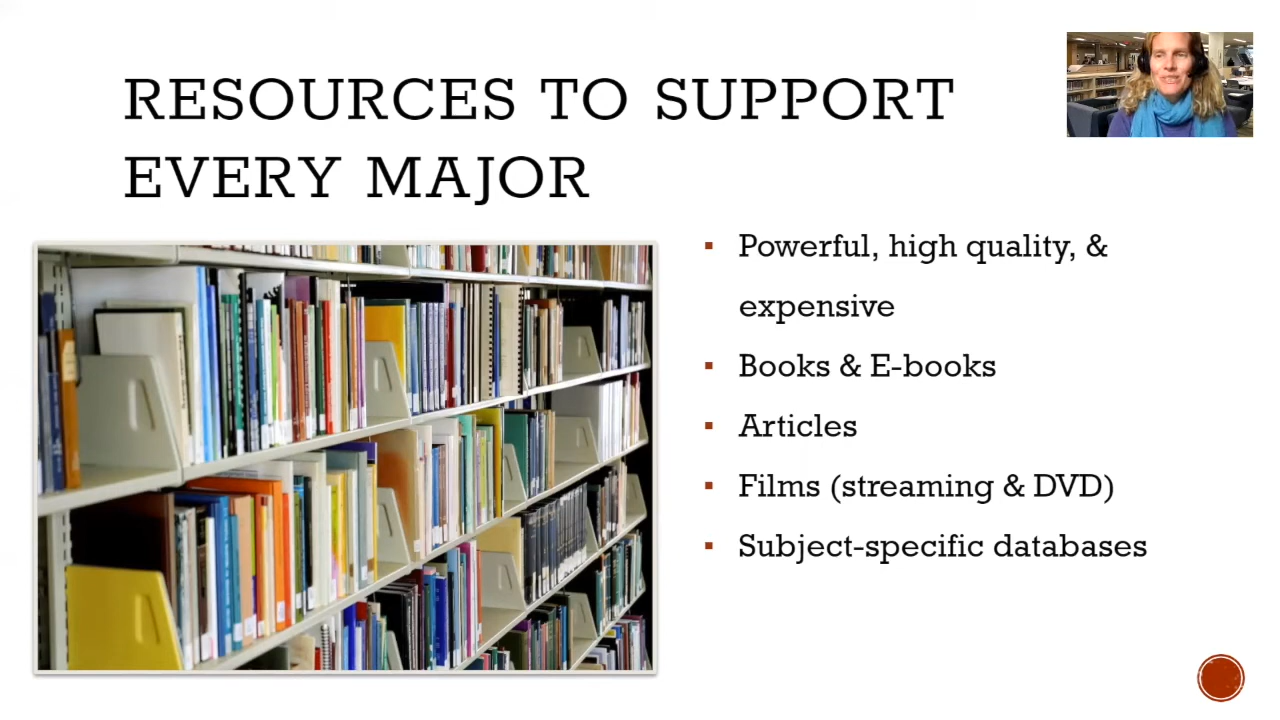 RESOURCES TO SUPPORT
EVERY MAJOR
Powerful, high quality, &
expensive
Books & E-books
Articles
Films (streaming & DVD)
Subject-specific databases